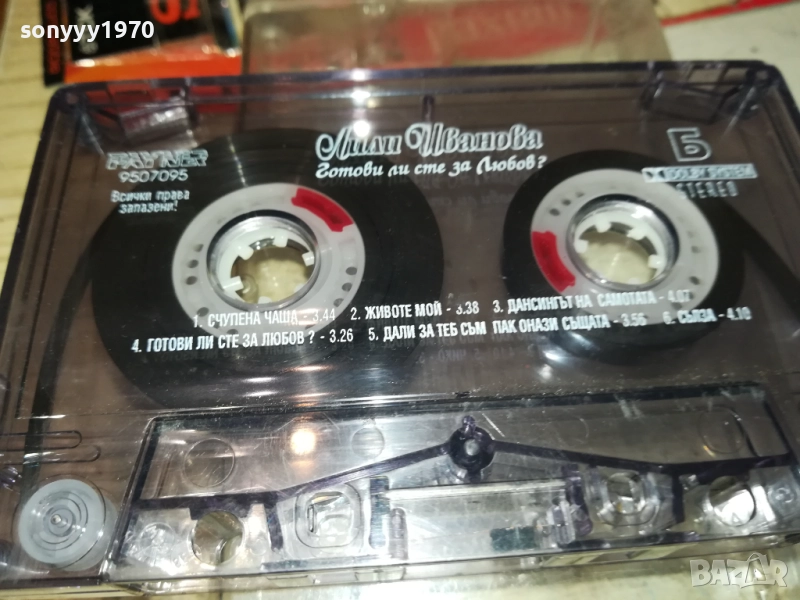 sonyyy1970
Лили Иванова
Готови ли сте за Любов?
9507095
Всички права
запазени!
Б
DOLBY SYSTEM
STEREO
1. СЧУПЕНА ЧАША - 3.44 2. ЖИВОТЕ МОЙ - 3.38 3. ДАНСИНГЪТ НА САМОТАТА - 4.07
4. ГОТОВИ ЛИ СТЕ ЗА ЛЮБОВ? - 3.26 5. ДАЛИ ЗА ТЕБ СЪМ ПАК ОНАЗИ СЪЩАТА - 3.56 6. СЪЛЗА - 4.10
BAZAR